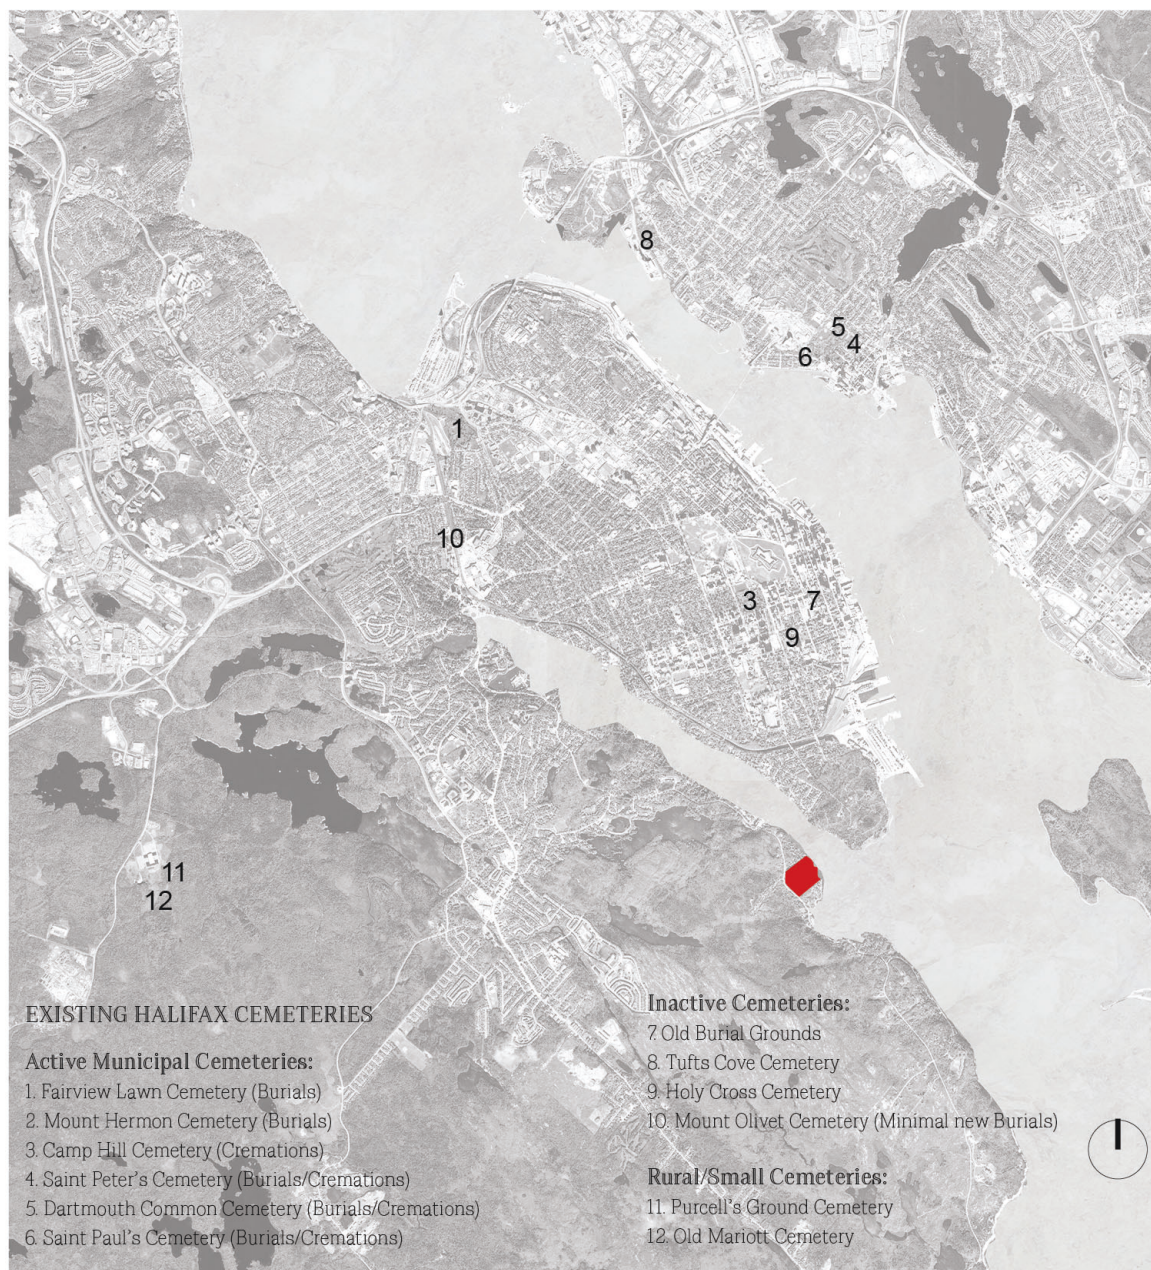 8
5
4
6
1
10
3
7
9
11
12
EXISTING HALIFAX CEMETERIES
Active Municipal Cemeteries:
1. Fairview Lawn Cemetery (Burials)
2. Mount Hermon Cemetery (Burials)
3. Camp Hill Cemetery (Cremations)
4. Saint Peter's Cemetery (Burials/Cremations)
5. Dartmouth Common Cemetery (Burials/Cremations)
6. Saint Paul's Cemetery (Burials/Cremations)
Inactive Cemeteries:
7. Old Burial Grounds
8. Tufts Cove Cemetery
9. Holy Cross Cemetery
10. Mount Olivet Cemetery (Minimal new Burials)
Rural/Small Cemeteries:
11. Purcell's Ground Cemetery
12. Old Mariott Cemetery